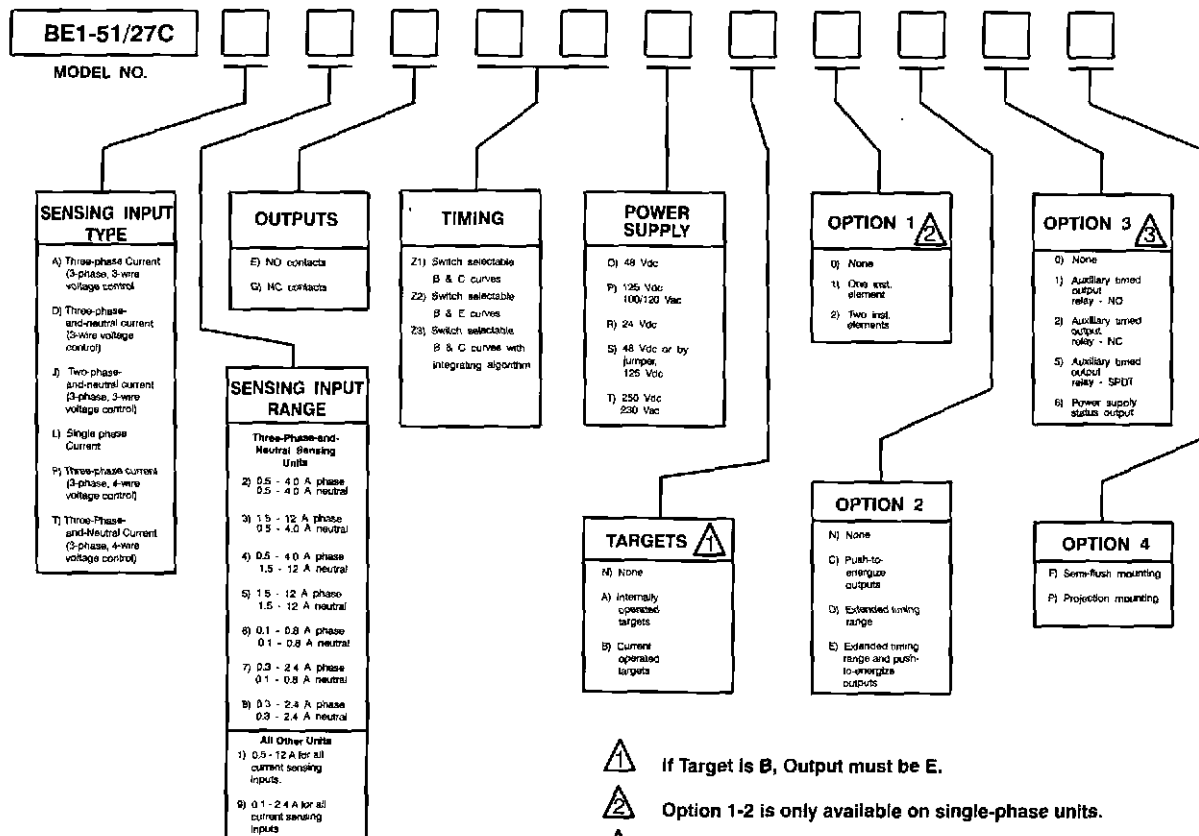 BE1-51/27C
MODEL NO.
SENSING INPUT
TYPE
A) Three-phase Current
(3-phase, 3-wire
voltage control
D) Three-phase-
and-neutral current
(3-wire voltage
control)
J) Two-phase-
and-neutral current
(3-phase, 3-wire
voltage control)
L) Single phase
Current
P) Three-phase current
(3-phase, 4-wire
voltage control)
T) Three-Phase-
and-Neutral Current
(3-phase, 4-wire
voltage control)
SENSING INPUT
RANGE
Three-Phase-and-
Neutral Sensing
Units
2) 0.5 - 4.0 A phase
0.5 - 4.0 A neutral
3) 1.5 - 12 A phase
0.5 - 4.0 A neutral
4) 0.5 - 4.0 A phase
1.5 - 12 A neutral
5) 1.5 - 12 A phase
1.5 - 12 A neutral
6) 0.1 - 0.8 A phase
0.1 - 0.8 A neutral
7) 0.3 - 2.4 A phase
0.1 - 0.8 A neutral
8) 0.3 - 2.4 A phase
0.3 - 2.4 A neutral
All Other Units
1) 0.5 - 12 A for all
current sensing
inputs.
9) 0.1 - 2.4 A for all
current sensing
inputs
OUTPUTS
E) NO contacts
G) NC contacts
TIMING
Z1) Switch selectable
B & C curves
Z2) Switch selectable
B & E curves
Z3) Switch selectable
B & C curves with
integrating algorithm
POWER
SUPPLY
O) 48 Vdc
P) 125 Vdc
100/120 Vac
R) 24 Vdc
S) 48 Vdc or by
jumper,
125 Vdc
T) 250 Vdc
230 Vac
TARGETS 1
N) None
A) Internally
operated
targets
B) Current
operated
targets
OPTION 1 2
0) None
1) One inst.
element
2) Two inst.
elements
OPTION 2
N) None
C) Push-to-
energize
outputs
D) Extended timing
range
E) Extended timing
range and push-
to-energize
outputs
OPTION 3 3
0) None
1) Auxiliary timed
output
relay - NO
2) Auxiliary timed
output
relay - NC
5) Auxiliary timed
output
relay - SPDT
6) Power supply
status output
OPTION 4
F) Semi-flush mounting
P) Projection mounting
1 If Target is B, Output must be E.
2 Option 1-2 is only available on single-phase units.